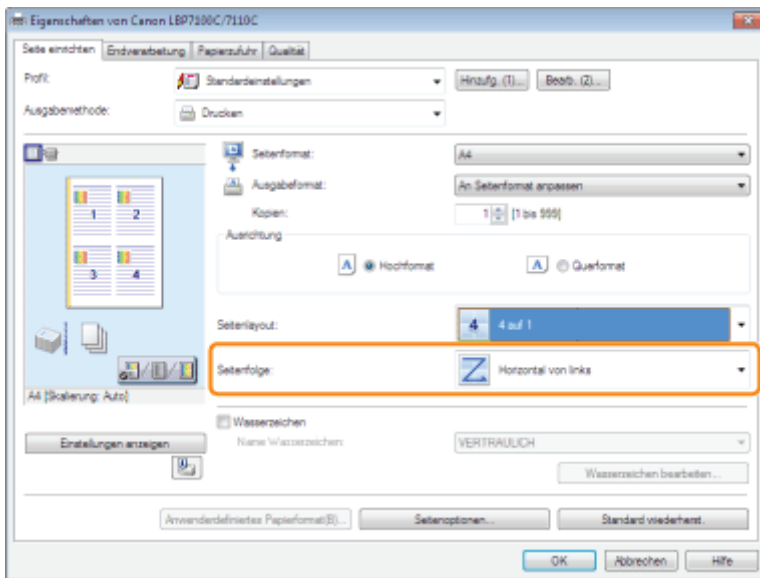 Eigenschaften von Canon LBP7100C/7110C
Seite einrichten Endverarbeitung Papierzufuhr Qualität
Profil: Standardeinstellungen Hinzufg. (1)... Bearb. (2)...
Ausgabemethode: Drucken
Seitenformat: A4
Ausgabeformat: An Seitenformat anpassen
Kopien: 1 [1 bis 999]
Ausrichtung
A Hochformat A Querformat
1 2
3 4
Seitenlayout: 4 4 auf 1
Seitenfolge: Horizontal von links
A4 [Skalierung: Auto]
Wasserzeichen
Einstellungen anzeigen Name Wasserzeichen: VERTRAULICH
Wasserzeichen bearbeiten...
Anwenderdefiniertes Papierformat(B)... Seitenoptionen... Standard wiederherst.
OK Abbrechen Hilfe